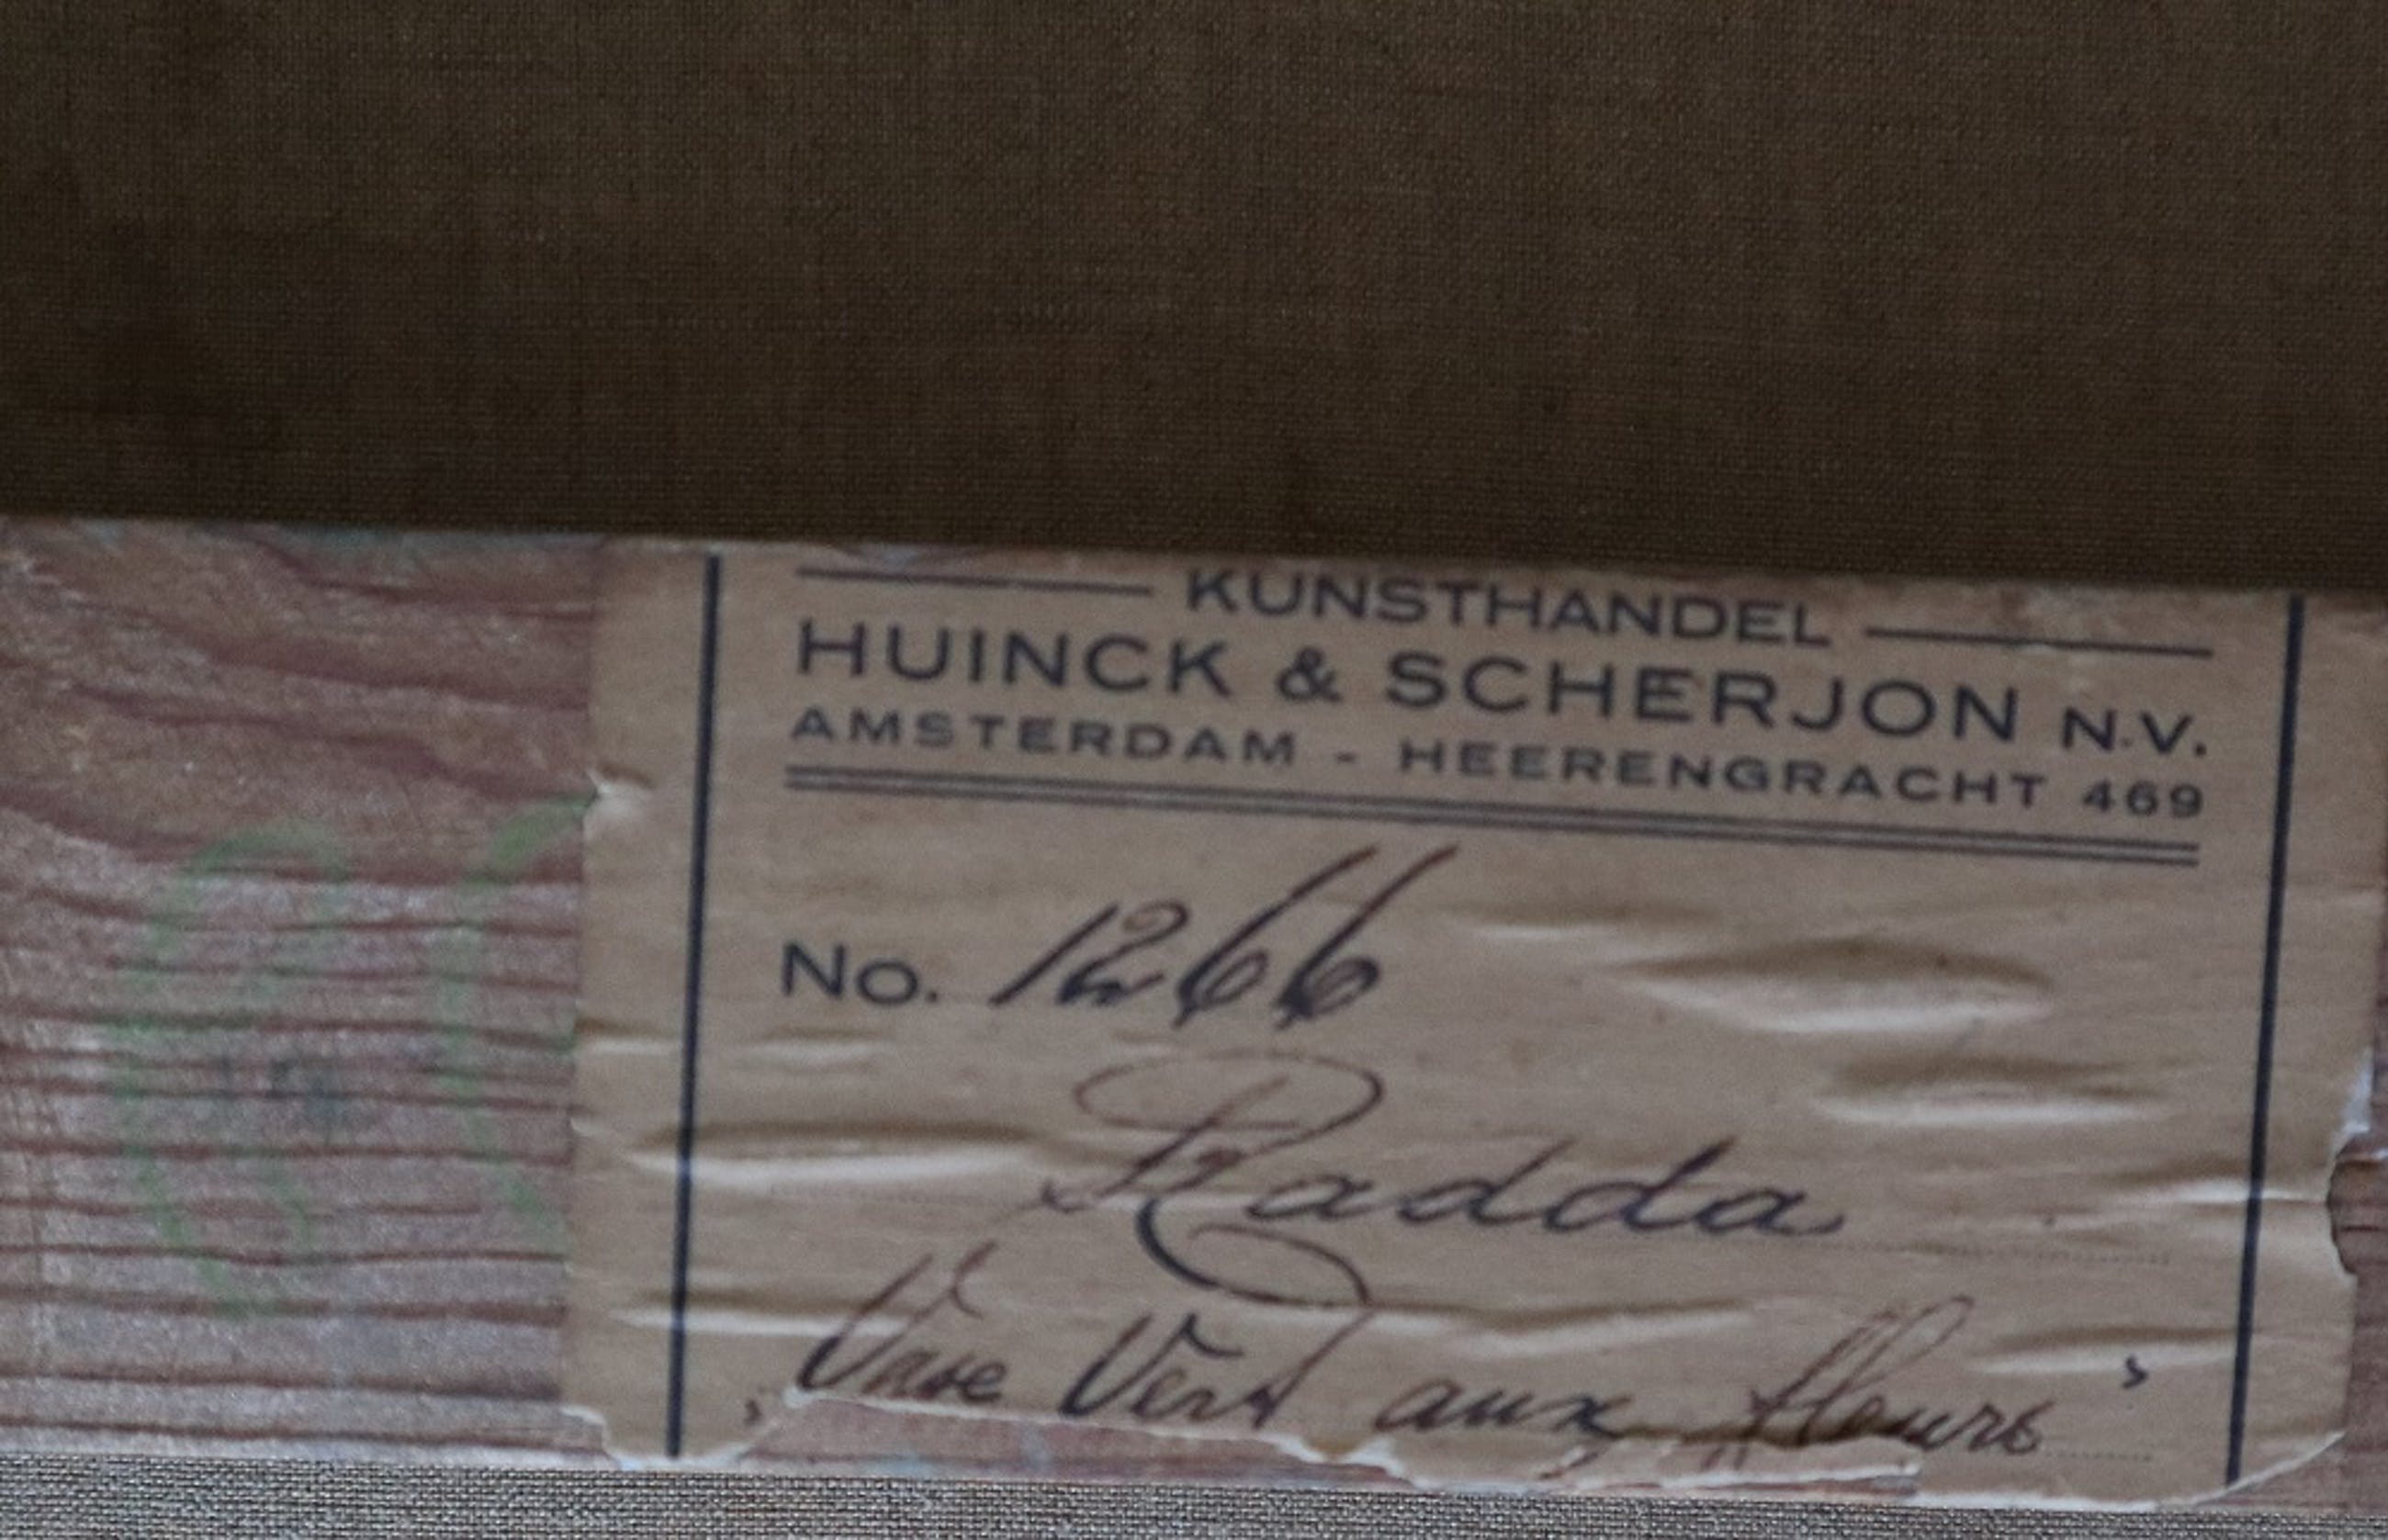 KUNSTHANDEL
HUINCK & SCHERJON N.V.
AMSTERDAM - HEERENGRACHT 469
No. 1266
Radda
"Vase Vert aux fleurs"